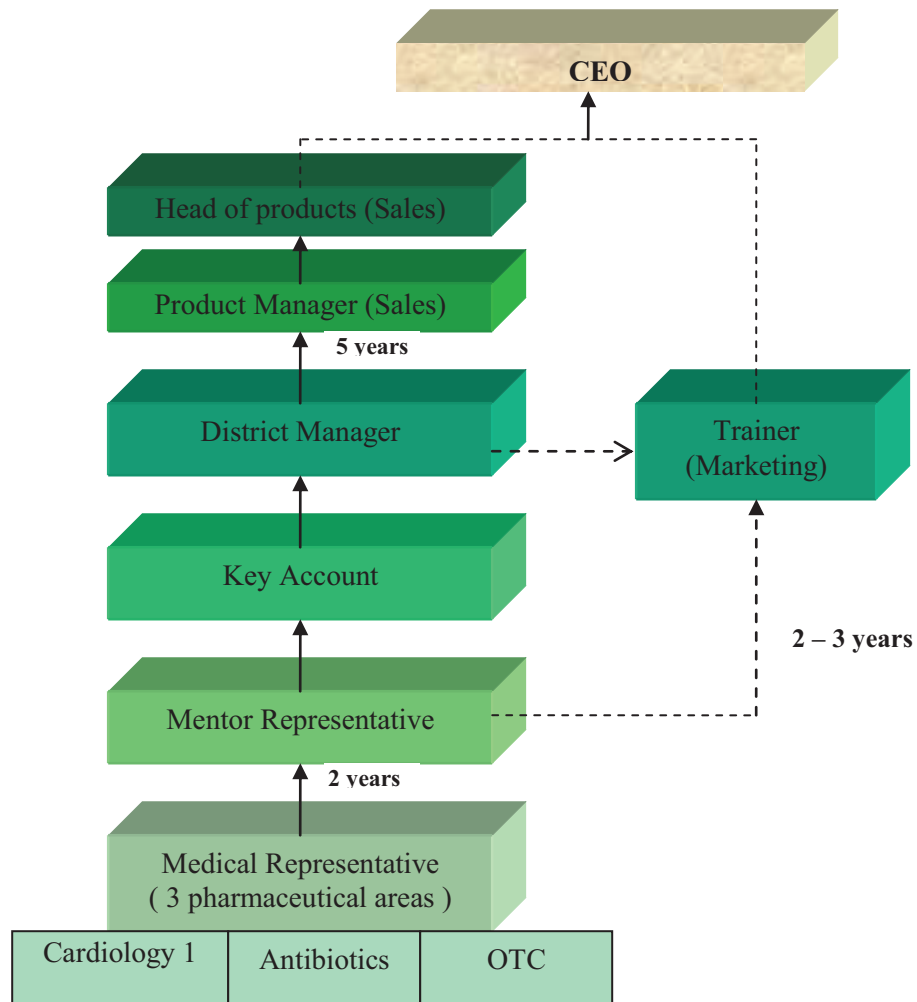 CEO
Head of products (Sales)
Product Manager (Sales)
5 years
District Manager
Trainer
(Marketing)
Key Account
2 – 3 years
Mentor Representative
2 years
Medical Representative
( 3 pharmaceutical areas )
Cardiology 1
Antibiotics
OTC